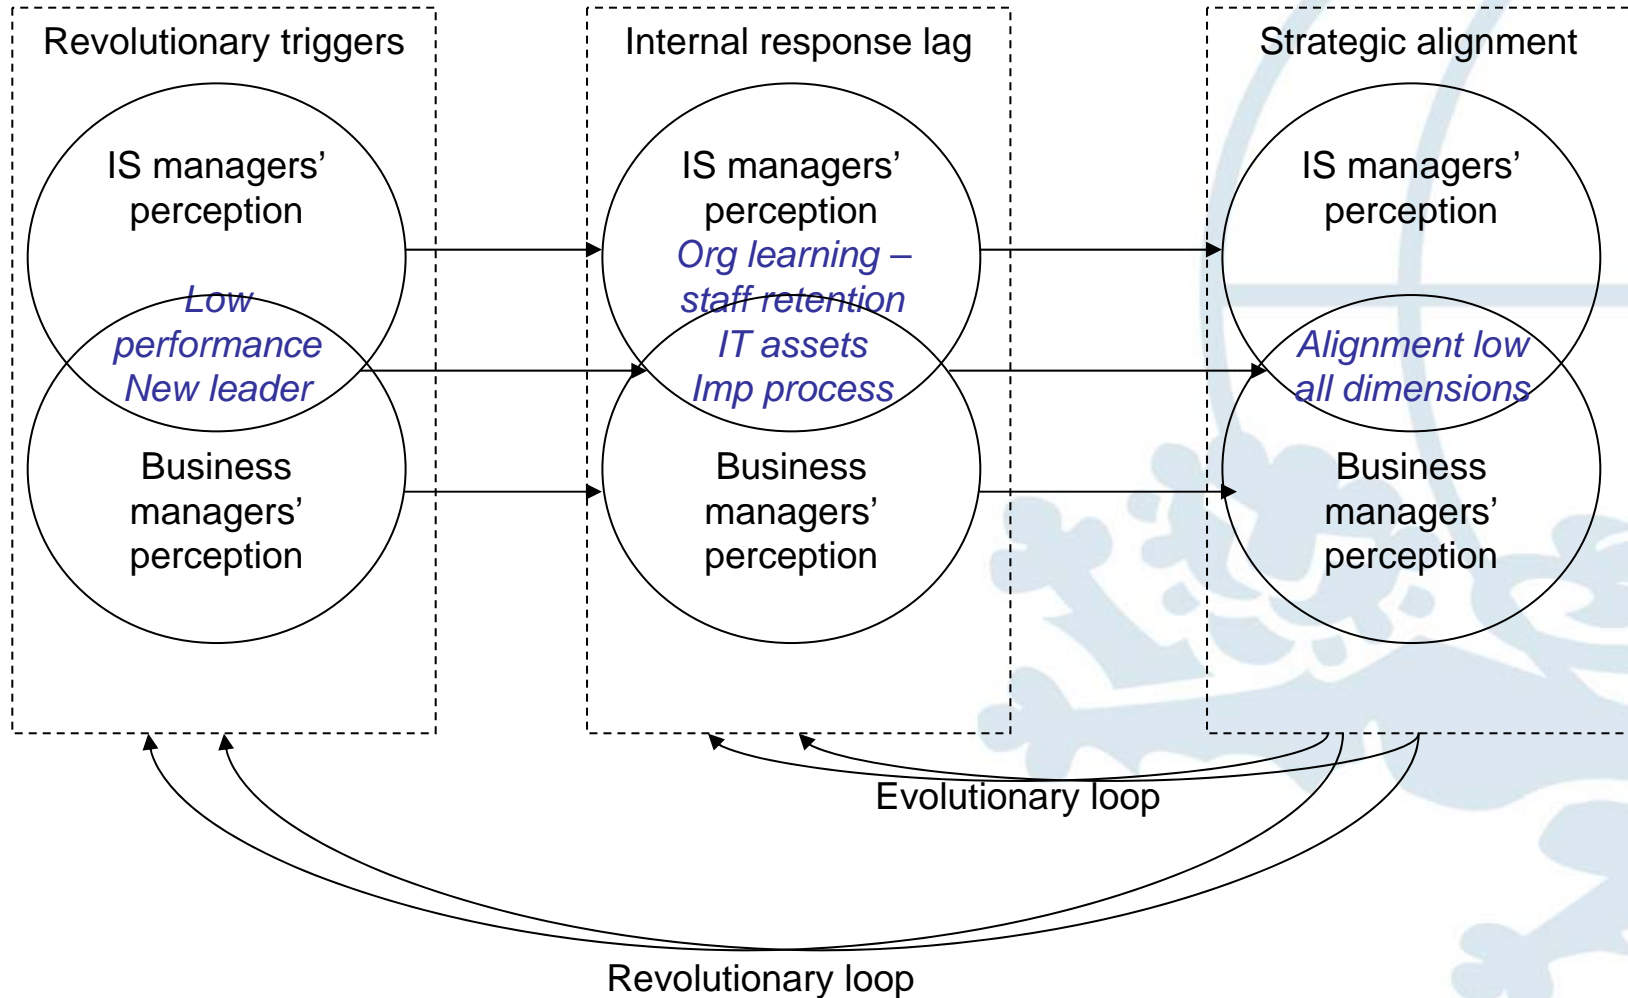 Revolutionary triggers
IS managers’
perception
Low
performance
New leader
Business
managers’
perception
Internal response lag
IS managers’
perception
Org learning –
staff retention
IT assets
Imp process
Business
managers’
perception
Strategic alignment
IS managers’
perception
Alignment low
all dimensions
Business
managers’
perception
Evolutionary loop
Revolutionary loop